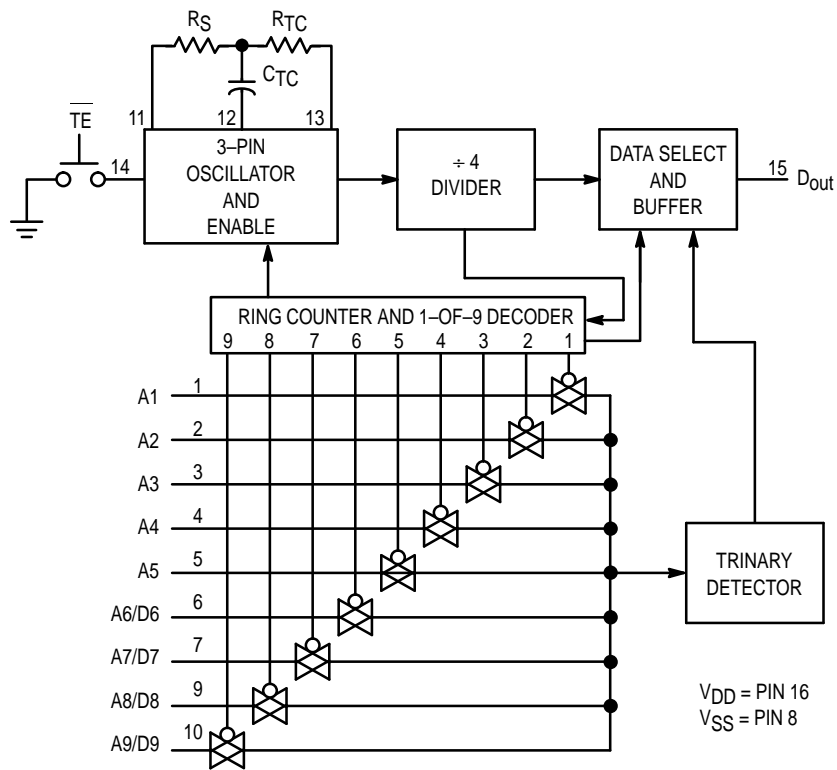 RS RTC
CTC
TE
11 12 13
14
3–PIN
OSCILLATOR
AND
ENABLE
÷ 4
DIVIDER
DATA SELECT
AND
BUFFER
15 Dout
RING COUNTER AND 1–OF–9 DECODER
9 8 7 6 5 4 3 2 1
A1 1
A2 2
A3 3
A4 4
A5 5
A6/D6 6
A7/D7 7
A8/D8 9
A9/D9 10
TRINARY
DETECTOR
VDD = PIN 16
VSS = PIN 8